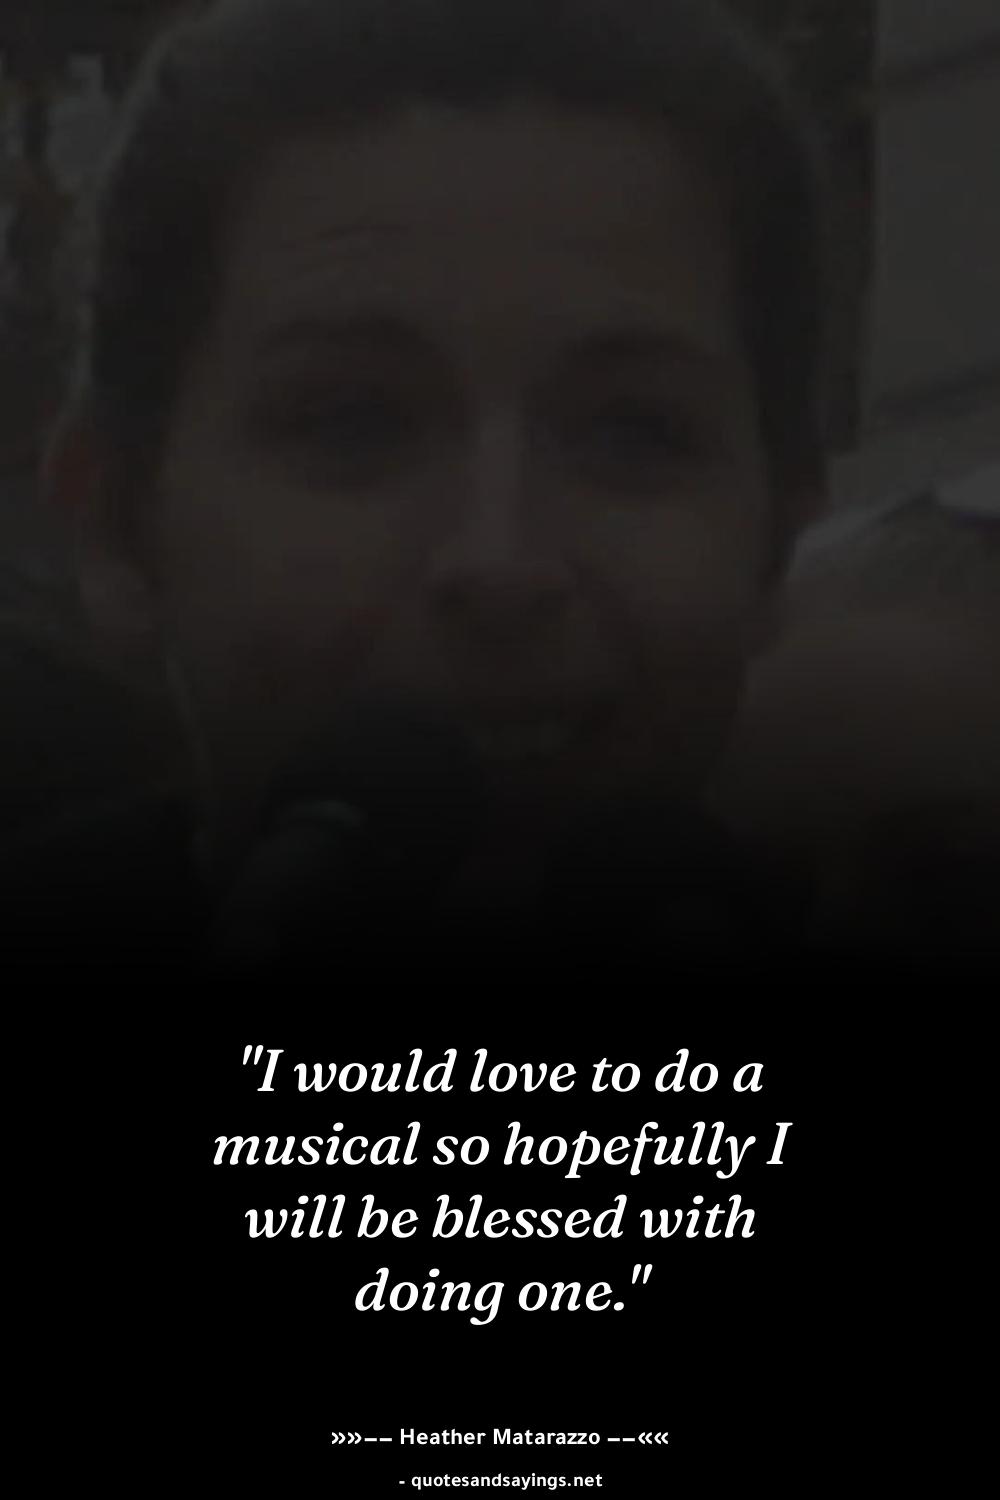 "I would love to do a
musical so hopefully I
will be blessed with
doing one."
»»–– Heather Matarazzo ––««
- quotesandsayings.net